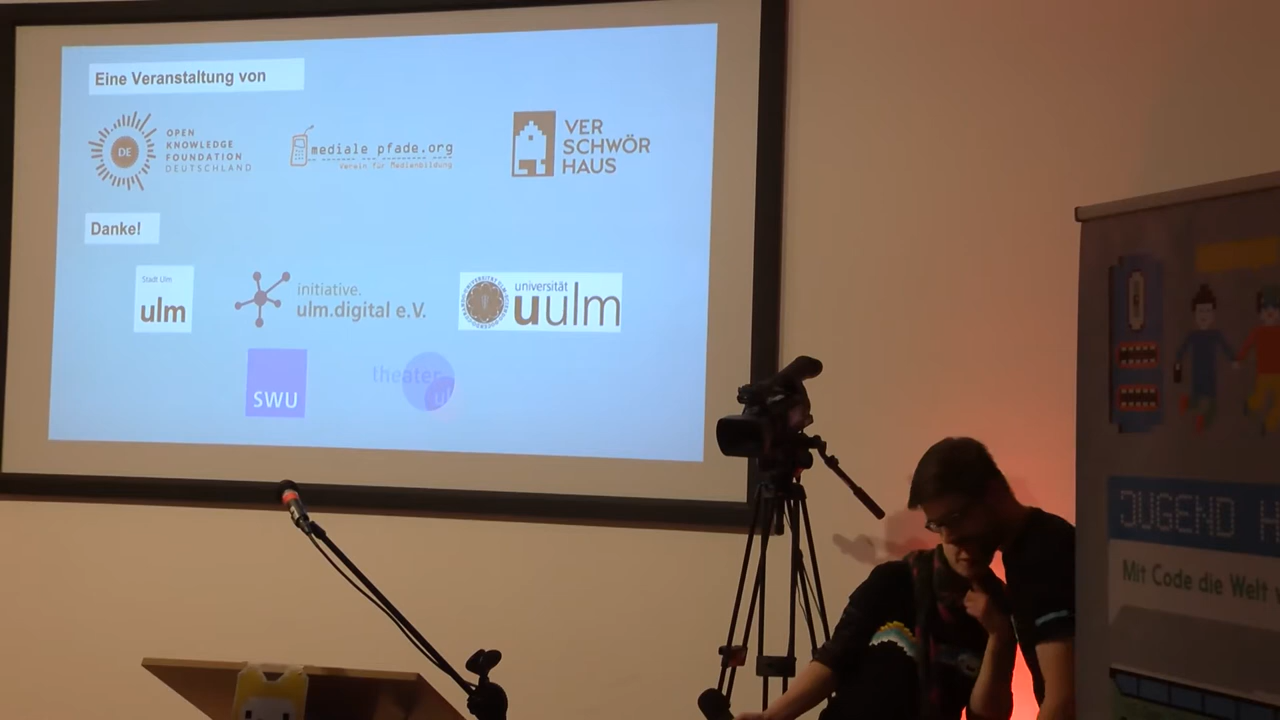 Eine Veranstaltung von
DE
OPEN
KNOWLEDGE
FOUNDATION
DEUTSCHLAND
mediale pfade.org
Verein für Medienbildung
VER
SCHWÖR
HAUS
Danke!
Stadt Ulm
ulm
initiative.
ulm.digital e.V.
universität
uulm
SWU
theater
ul
JUGEND H
Mit Code die Welt